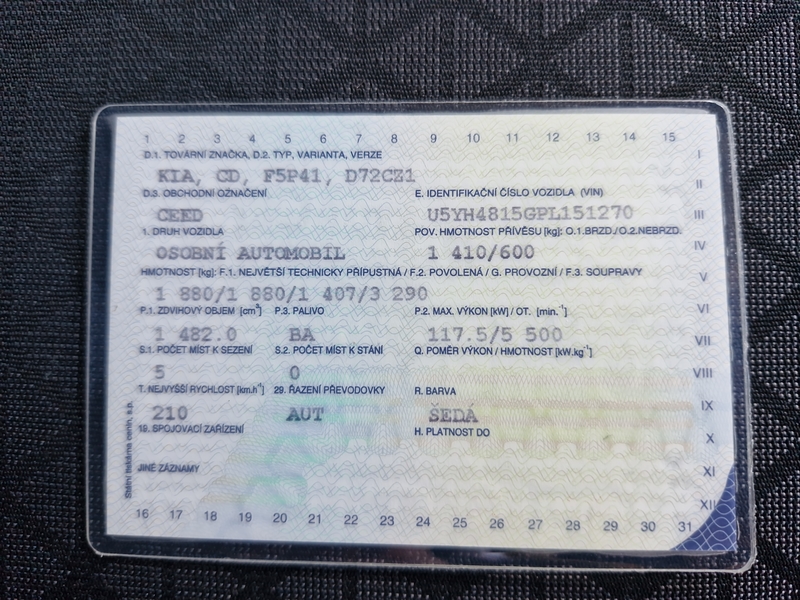 1 2 3 4 5 6 7 8 9 10 11 12 13 14 15
D.1. TOVÁRNÍ ZNAČKA, D.2. TYP, VARIANTA, VERZE I
KIA, CD, F5P41, D72CZ1
D.3. OBCHODNÍ OZNAČENÍ E. IDENTIFIKAČNÍ ČÍSLO VOZIDLA (VIN) II
CEED U5YH4815GPL151270 III
1. DRUH VOZIDLA POV. HMOTNOST PŘÍVĚSU [kg]: O.1.BRZD./O.2.NEBRZD.
OSOBNÍ AUTOMOBIL 1 410/600 IV
HMOTNOST [kg]: F.1. NEJVĚTŠÍ TECHNICKY PŘÍPUSTNÁ / F.2. POVOLENÁ / G. PROVOZNÍ / F.3. SOUPRAVY V
1 880/1 880/1 407/3 290
P.1. ZDVIHOVÝ OBJEM [cm³] P.3. PALIVO P.2. MAX. VÝKON [kW] / OT. [min.⁻¹] VI
1 482.0 BA 117.5/5 500 VII
S.1. POČET MÍST K SEZENÍ S.2. POČET MÍST K STÁNÍ Q. POMĚR VÝKON / HMOTNOST [kW.kg⁻¹]
5 0 VIII
T. NEJVYŠŠÍ RYCHLOST [km.h⁻¹] 29. ŘAZENÍ PŘEVODOVKY R. BARVA
210 AUT ŠEDÁ IX
19. SPOJOVACÍ ZAŘÍZENÍ H. PLATNOST DO X
JINÉ ZÁZNAMY XI
XII
16 17 18 19 20 21 22 23 24 25 26 27 28 29 30 31
Státní tiskárna cenin, s.p.